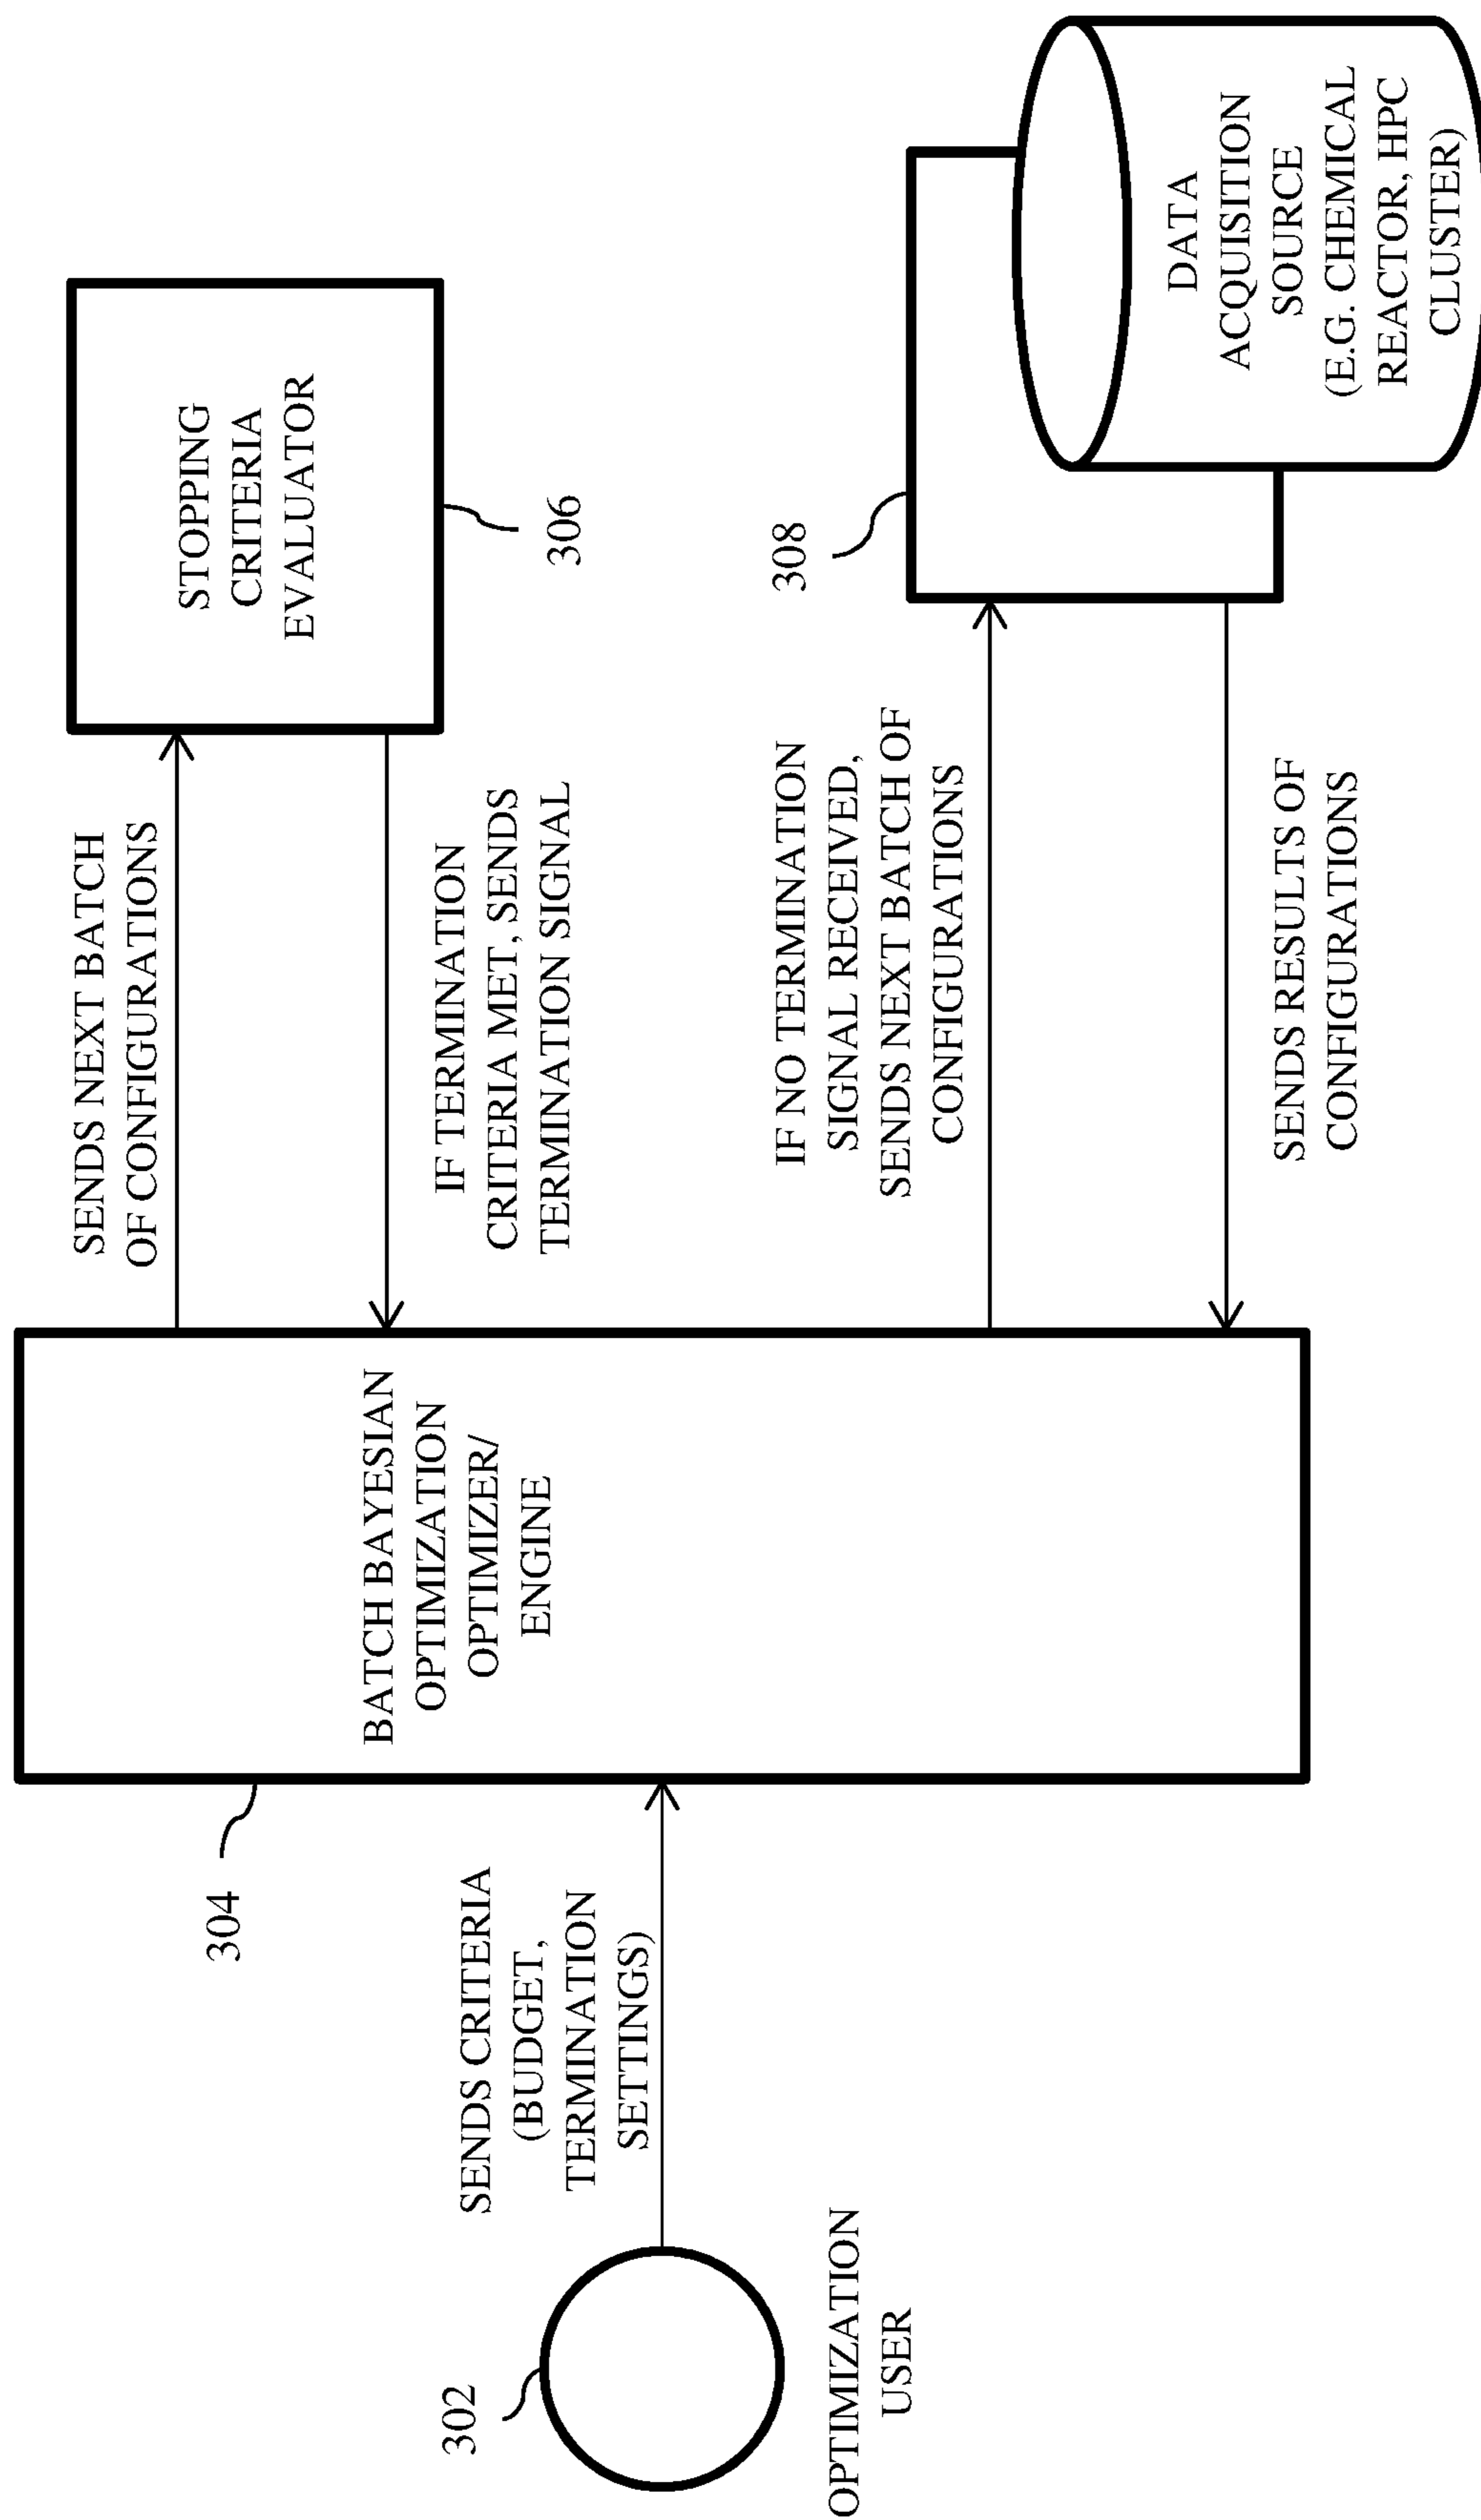 302
OPTIMIZATION
USER
SENDS CRITERIA
(BUDGET,
TERMINATION
SETTINGS)
304
BATCH BAYESIAN
OPTIMIZATION
OPTIMIZER/
ENGINE
SENDS NEXT BATCH
OF CONFIGURATIONS
IF TERMINATION
CRITERIA MET, SENDS
TERMINATION SIGNAL
STOPPING
CRITERIA
EVALUATOR
306
IF NO TERMINATION
SIGNAL RECEIVED,
SENDS NEXT BATCH OF
CONFIGURATIONS
SENDS RESULTS OF
CONFIGURATIONS
308
DATA
ACQUISITION
SOURCE
(E.G. CHEMICAL
REACTOR, HPC
CLUSTER)